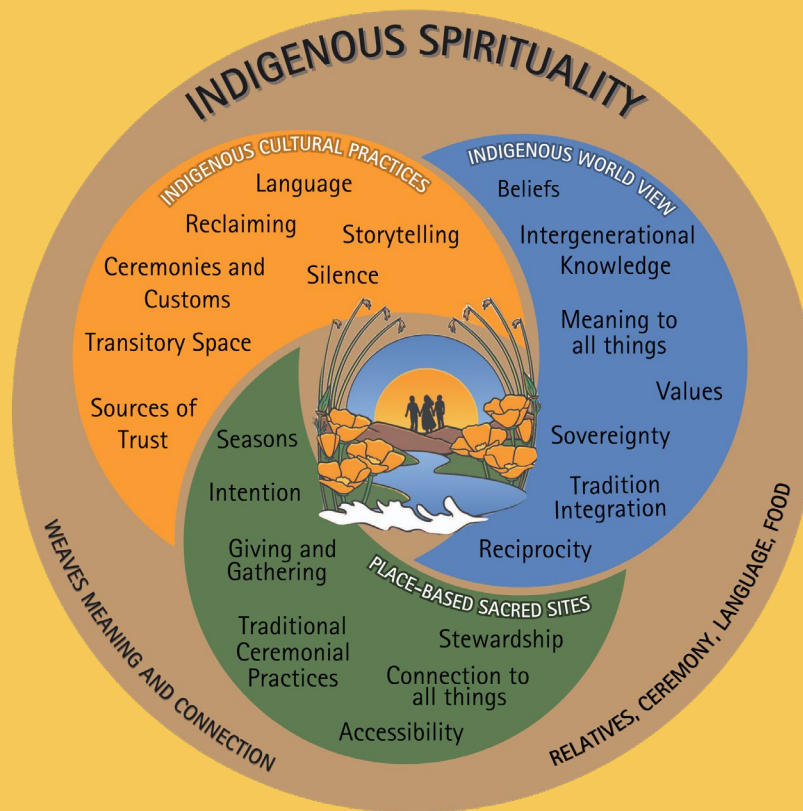 INDIGENOUS SPIRITUALITY
INDIGENOUS CULTURAL PRACTICES
Language
Reclaiming
Storytelling
Ceremonies and
Customs
Silence
Transitory Space
Sources of
Trust
INDIGENOUS WORLD VIEW
Beliefs
Intergenerational
Knowledge
Meaning to
all things
Values
Sovereignty
Tradition
Integration
Reciprocity
Seasons
Intention
Giving and
Gathering
PLACE-BASED SACRED SITES
Traditional
Ceremonial
Practices
Stewardship
Connection to
all things
Accessibility
WEAVES MEANING AND CONNECTION
RELATIVES, CEREMONY, LANGUAGE, FOOD